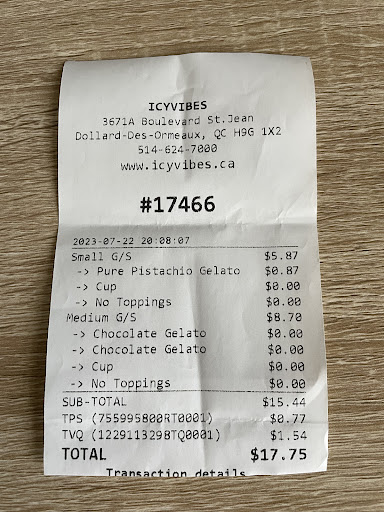 ICYVIBES
3671A Boulevard St.Jean
Dollard-Des-Ormeaux, QC H9G 1X2
514-624-7000
www.icyvibes.ca
#17466
2023-07-22 20:08:07
Small G/S $5.87
-> Pure Pistachio Gelato $0.87
-> Cup $0.00
-> No Toppings $0.00
Medium G/S $8.70
-> Chocolate Gelato $0.00
-> Chocolate Gelato $0.00
-> Cup $0.00
-> No Toppings $0.00
SUB-TOTAL $15.44
TPS (755995800RT0001) $0.77
TVQ (1229113298TQ0001) $1.54
TOTAL $17.75
Transaction details